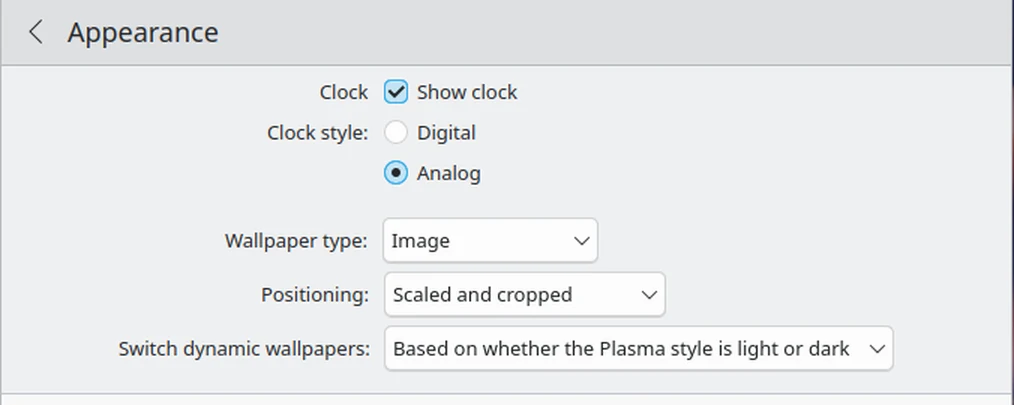 Appearance
Clock Show clock
Clock style: Digital
Analog
Wallpaper type: Image
Positioning: Scaled and cropped
Switch dynamic wallpapers: Based on whether the Plasma style is light or dark